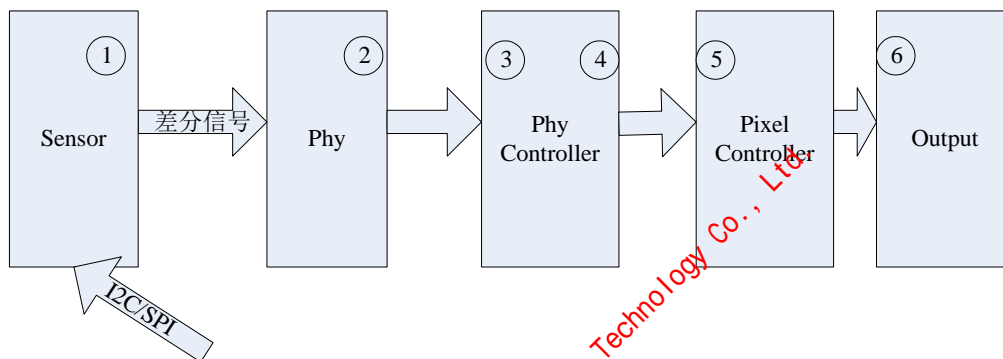 ①
②
③
④
⑤
⑥
Sensor
差分信号
Phy
Phy
Controller
Pixel
Controller
Output
I2C/SPI
Technology Co., Ltd.